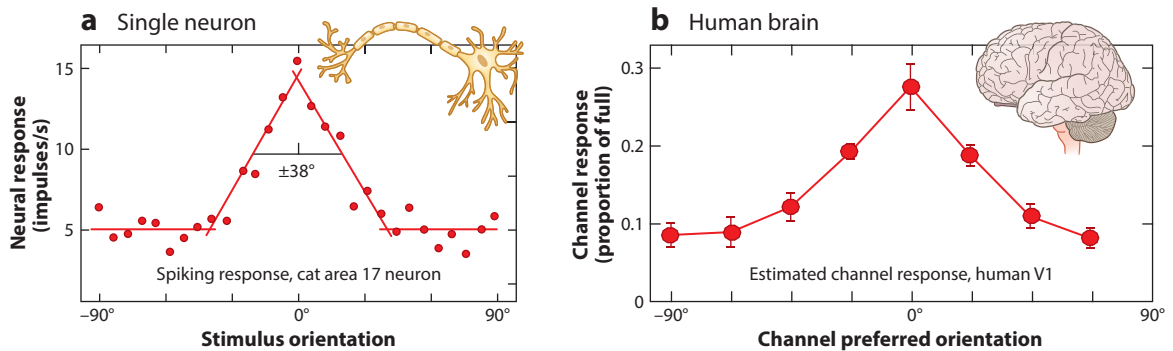 a Single neuron
Neural response
(impulses/s)
15
10
5
±38°
Spiking response, cat area 17 neuron
–90°
0°
90°
Stimulus orientation
b Human brain
Channel response
(proportion of full)
0.3
0.2
0.1
0
Estimated channel response, human V1
–90°
0°
90°
Channel preferred orientation